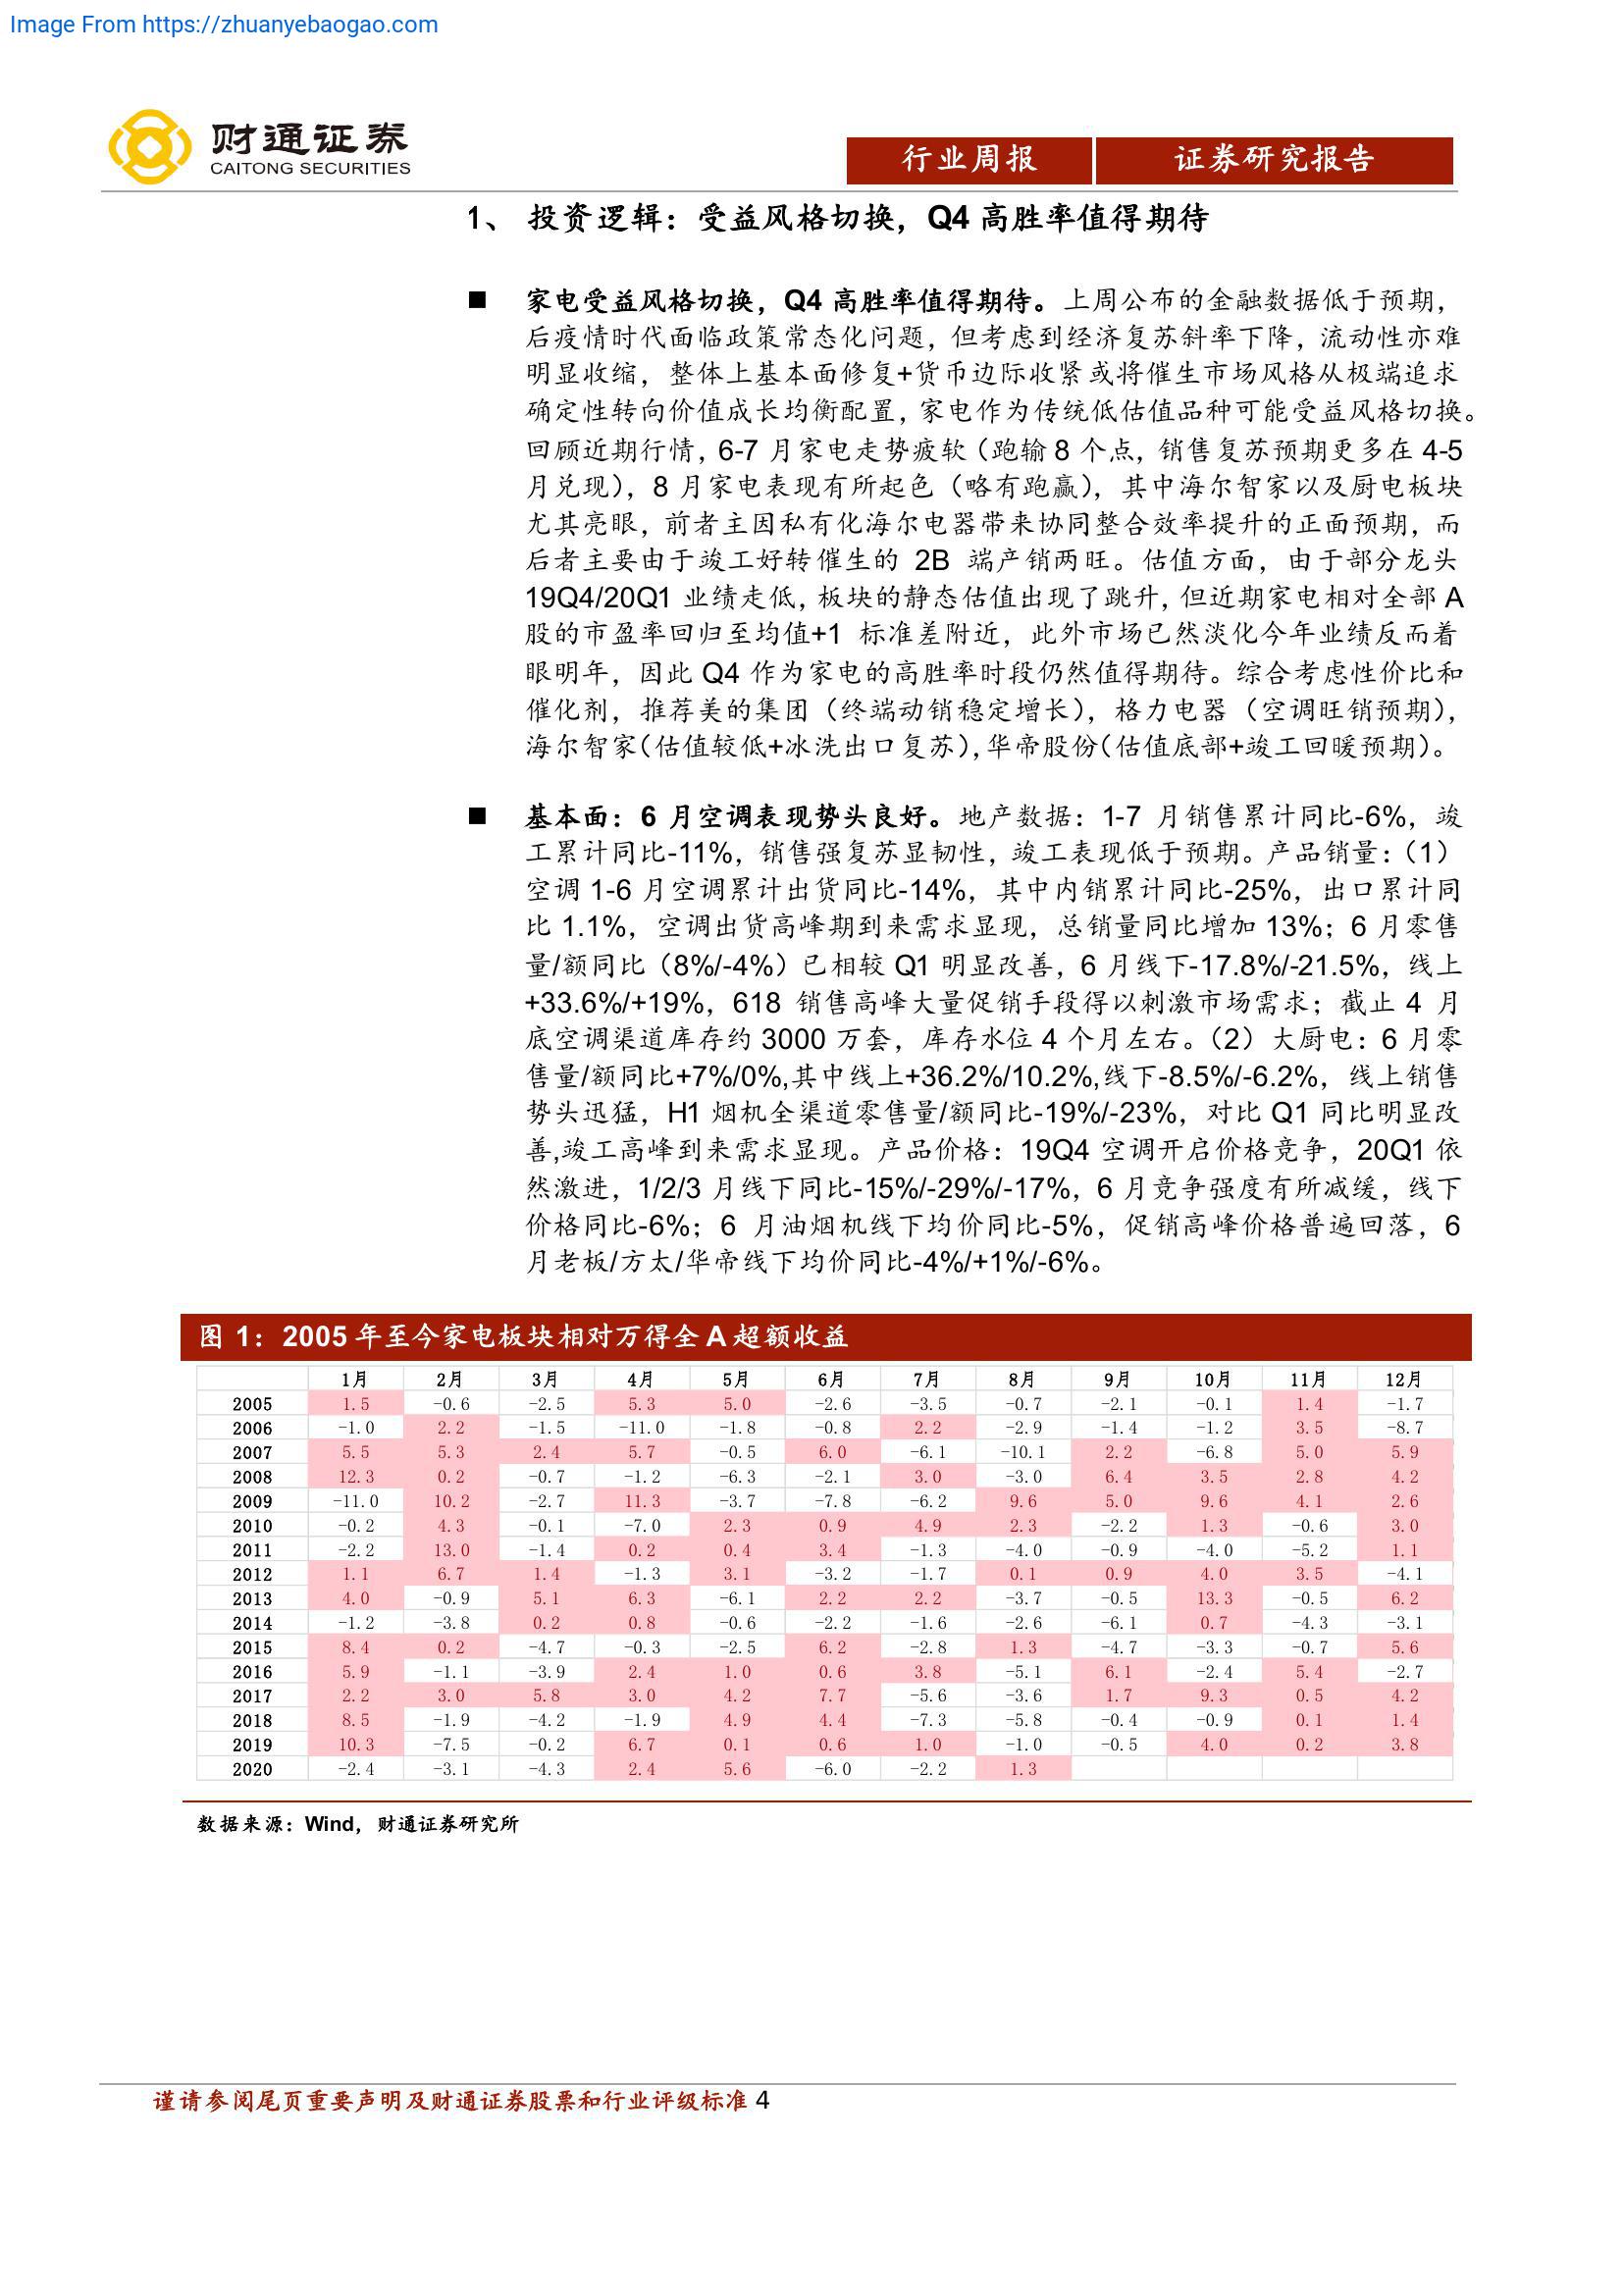 Image From https://zhuanyebaogao.com
财通证券
CAITONG SECURITIES
行业周报 证券研究报告
1、 投资逻辑：受益风格切换，Q4 高胜率值得期待
■ 家电受益风格切换，Q4 高胜率值得期待。上周公布的金融数据低于预期，
后疫情时代面临政策常态化问题，但考虑到经济复苏斜率下降，流动性亦难
明显收缩，整体上基本面修复+货币边际收紧或将催生市场风格从极端追求
确定性转向价值成长均衡配置，家电作为传统低估值品种可能受益风格切换。
回顾近期行情，6-7 月家电走势疲软（跑输 8 个点，销售复苏预期更多在 4-5
月兑现），8 月家电表现有所起色（略有跑赢），其中海尔智家以及厨电板块
尤其亮眼，前者主因私有化海尔电器带来协同整合效率提升的正面预期，而
后者主要由于竣工好转催生的 2B 端产销两旺。估值方面，由于部分龙头
19Q4/20Q1 业绩走低，板块的静态估值出现了跳升，但近期家电相对全部 A
股的市盈率回归至均值+1 标准差附近，此外市场已然淡化今年业绩反而着
眼明年，因此 Q4 作为家电的高胜率时段仍然值得期待。综合考虑性价比和
催化剂，推荐美的集团（终端动销稳定增长），格力电器（空调旺销预期），
海尔智家（估值较低+冰洗出口复苏），华帝股份（估值底部+竣工回暖预期）。
■ 基本面：6 月空调表现势头良好。地产数据：1-7 月销售累计同比-6%，竣
工累计同比-11%，销售强复苏显韧性，竣工表现低于预期。产品销量：（1）
空调 1-6 月空调累计出货同比-14%，其中内销累计同比-25%，出口累计同
比 1.1%，空调出货高峰期到来需求显现，总销量同比增加 13%；6 月零售
量/额同比（8%/-4%）已相较 Q1 明显改善，6 月线下-17.8%/-21.5%，线上
+33.6%/+19%，618 销售高峰大量促销手段得以刺激市场需求；截止 4 月
底空调渠道库存约 3000 万套，库存水位 4 个月左右。（2）大厨电：6 月零
售量/额同比+7%/0%,其中线上+36.2%/10.2%,线下-8.5%/-6.2%，线上销售
势头迅猛，H1 烟机全渠道零售量/额同比-19%/-23%，对比 Q1 同比明显改
善,竣工高峰到来需求显现。产品价格：19Q4 空调开启价格竞争，20Q1 依
然激进，1/2/3 月线下同比-15%/-29%/-17%，6 月竞争强度有所减缓，线下
价格同比-6%；6 月油烟机线下均价同比-5%，促销高峰价格普遍回落，6
月老板/方太/华帝线下均价同比-4%/+1%/-6%。
图 1：2005 年至今家电板块相对万得全 A 超额收益
1月 2月 3月 4月 5月 6月 7月 8月 9月 10月 11月 12月
2005 1.5 -0.6 -2.5 5.3 5.0 -2.6 -3.5 -0.7 -2.1 -0.1 1.4 -1.7
2006 -1.0 2.2 -1.5 -11.0 -1.8 -0.8 2.2 -2.9 -1.4 -1.2 3.5 -8.7
2007 5.5 5.3 2.4 5.7 -0.5 6.0 -6.1 -10.1 2.2 -6.8 5.0 5.9
2008 12.3 0.2 -0.7 -1.2 -6.3 -2.1 3.0 -3.0 6.4 3.5 2.8 4.2
2009 -11.0 10.2 -2.7 11.3 -3.7 -7.8 -6.2 9.6 5.0 9.6 4.1 2.6
2010 -0.2 4.3 -0.1 -7.0 2.3 0.9 4.9 2.3 -2.2 1.3 -0.6 3.0
2011 -2.2 13.0 -1.4 0.2 0.4 3.4 -1.3 -4.0 -0.9 -4.0 -5.2 1.1
2012 1.1 6.7 1.4 -1.3 3.1 -3.2 -1.7 0.1 0.9 4.0 3.5 -4.1
2013 4.0 -0.9 5.1 6.3 -6.1 2.2 2.2 -3.7 -0.5 13.3 -0.5 6.2
2014 -1.2 -3.8 0.2 0.8 -0.6 -2.2 -1.6 -2.6 -6.1 0.7 -4.3 -3.1
2015 8.4 0.2 -4.7 -0.3 -2.5 6.2 -2.8 1.3 -4.7 -3.3 -0.7 5.6
2016 5.9 -1.1 -3.9 2.4 1.0 0.6 3.8 -5.1 6.1 -2.4 5.4 -2.7
2017 2.2 3.0 5.8 3.0 4.2 7.7 -5.6 -3.6 1.7 9.3 0.5 4.2
2018 8.5 -1.9 -4.2 -1.9 4.9 4.4 -7.3 -5.8 -0.4 -0.9 0.1 1.4
2019 10.3 -7.5 -0.2 6.7 0.1 0.6 1.0 -1.0 -0.5 4.0 0.2 3.8
2020 -2.4 -3.1 -4.3 2.4 5.6 -6.0 -2.2 1.3
数据来源：Wind，财通证券研究所
谨请参阅尾页重要声明及财通证券股票和行业评级标准 4